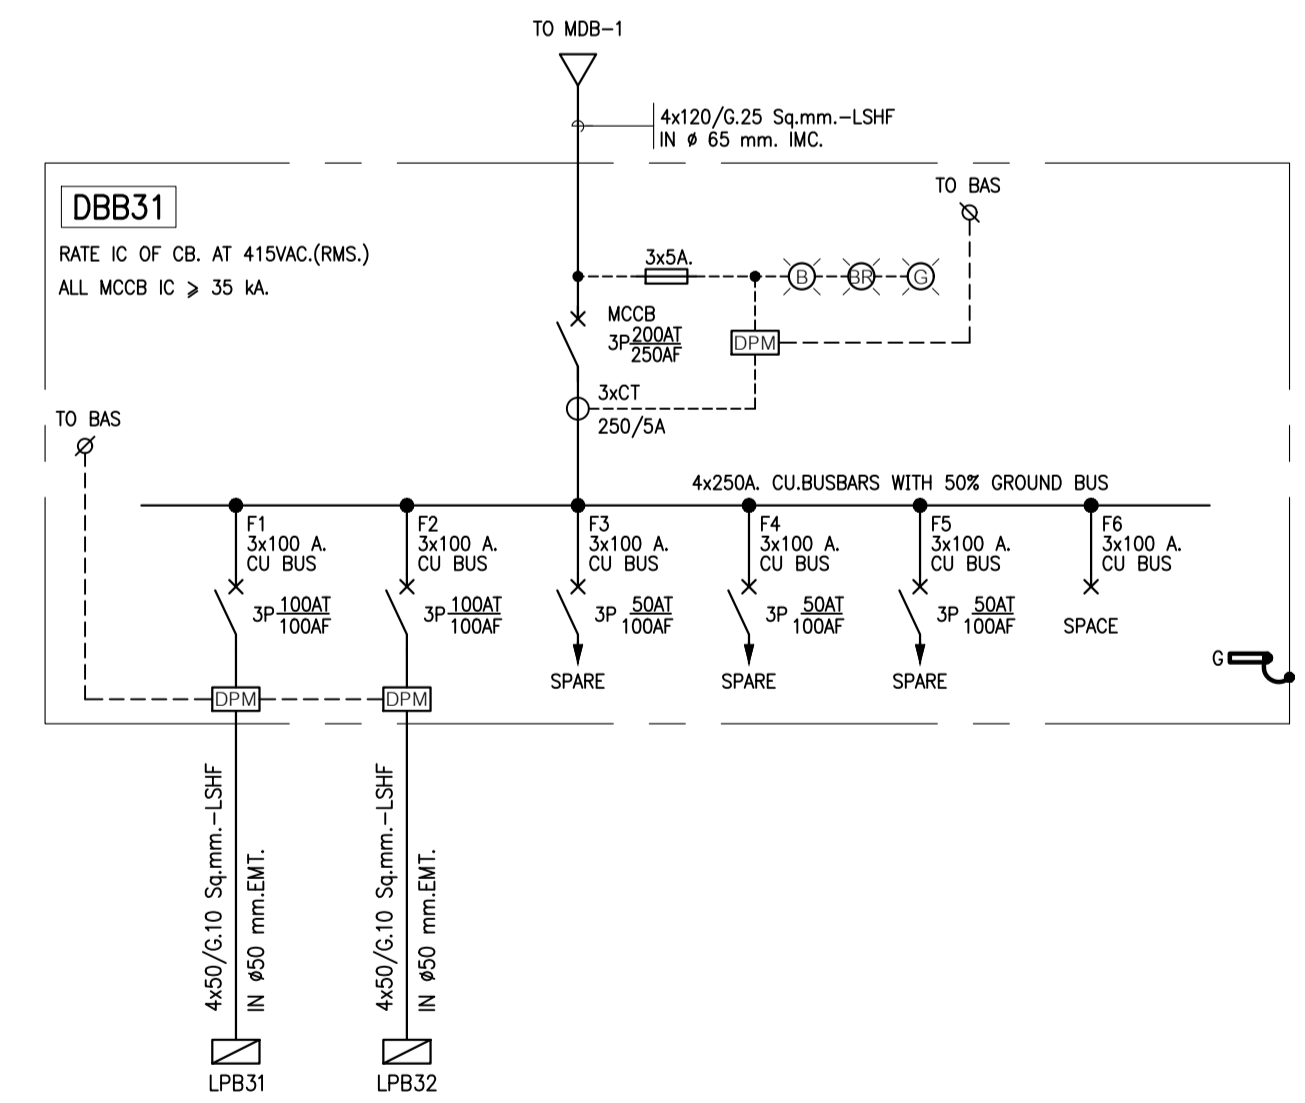 TO MDB-1
4x120/G.25 Sq.mm.-LSHF
IN ø 65 mm. IMC.
DBB31
RATE IC OF CB. AT 415VAC.(RMS.)
ALL MCCB IC ⩾ 35 kA.
TO BAS
3x5A.
B
BR
G
MCCB
3P 200AT
250AF
DPM
3xCT
250/5A
TO BAS
4x250A. CU.BUSBARS WITH 50% GROUND BUS
F1
3x100 A.
CU BUS
3P 100AT
100AF
DPM
F2
3x100 A.
CU BUS
3P 100AT
100AF
DPM
F3
3x100 A.
CU BUS
3P 50AT
100AF
SPARE
F4
3x100 A.
CU BUS
3P 50AT
100AF
SPARE
F5
3x100 A.
CU BUS
3P 50AT
100AF
SPARE
F6
3x100 A.
CU BUS
SPACE
G
4x50/G.10 Sq.mm.-LSHF
IN ø50 mm.EMT.
4x50/G.10 Sq.mm.-LSHF
IN ø50 mm.EMT.
LPB31
LPB32